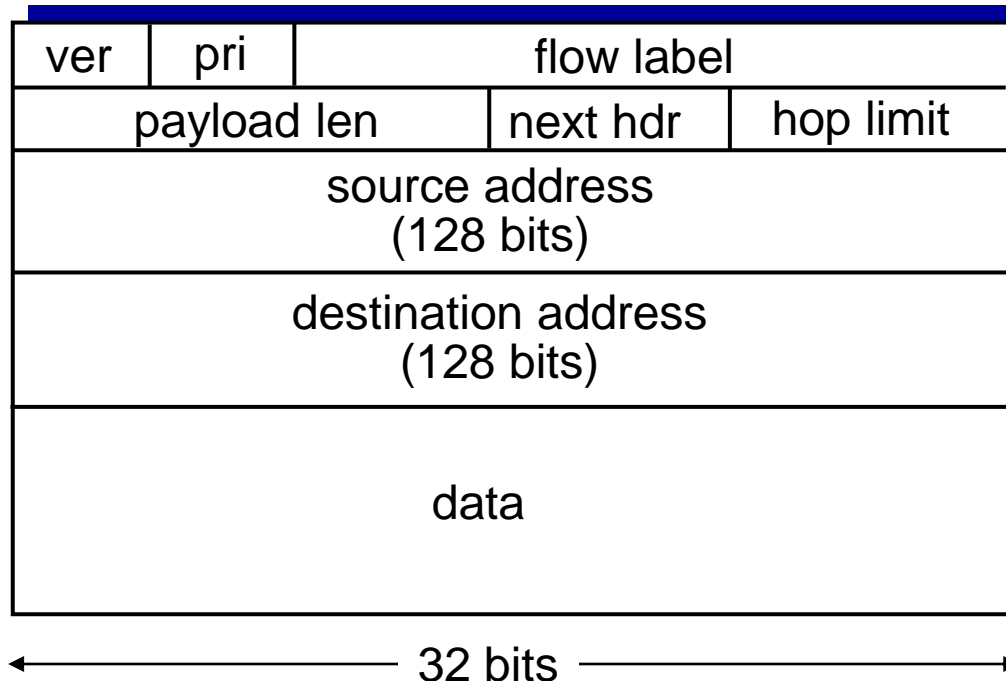 ver pri flow label
payload len next hdr hop limit
source address
(128 bits)
destination address
(128 bits)
data
32 bits